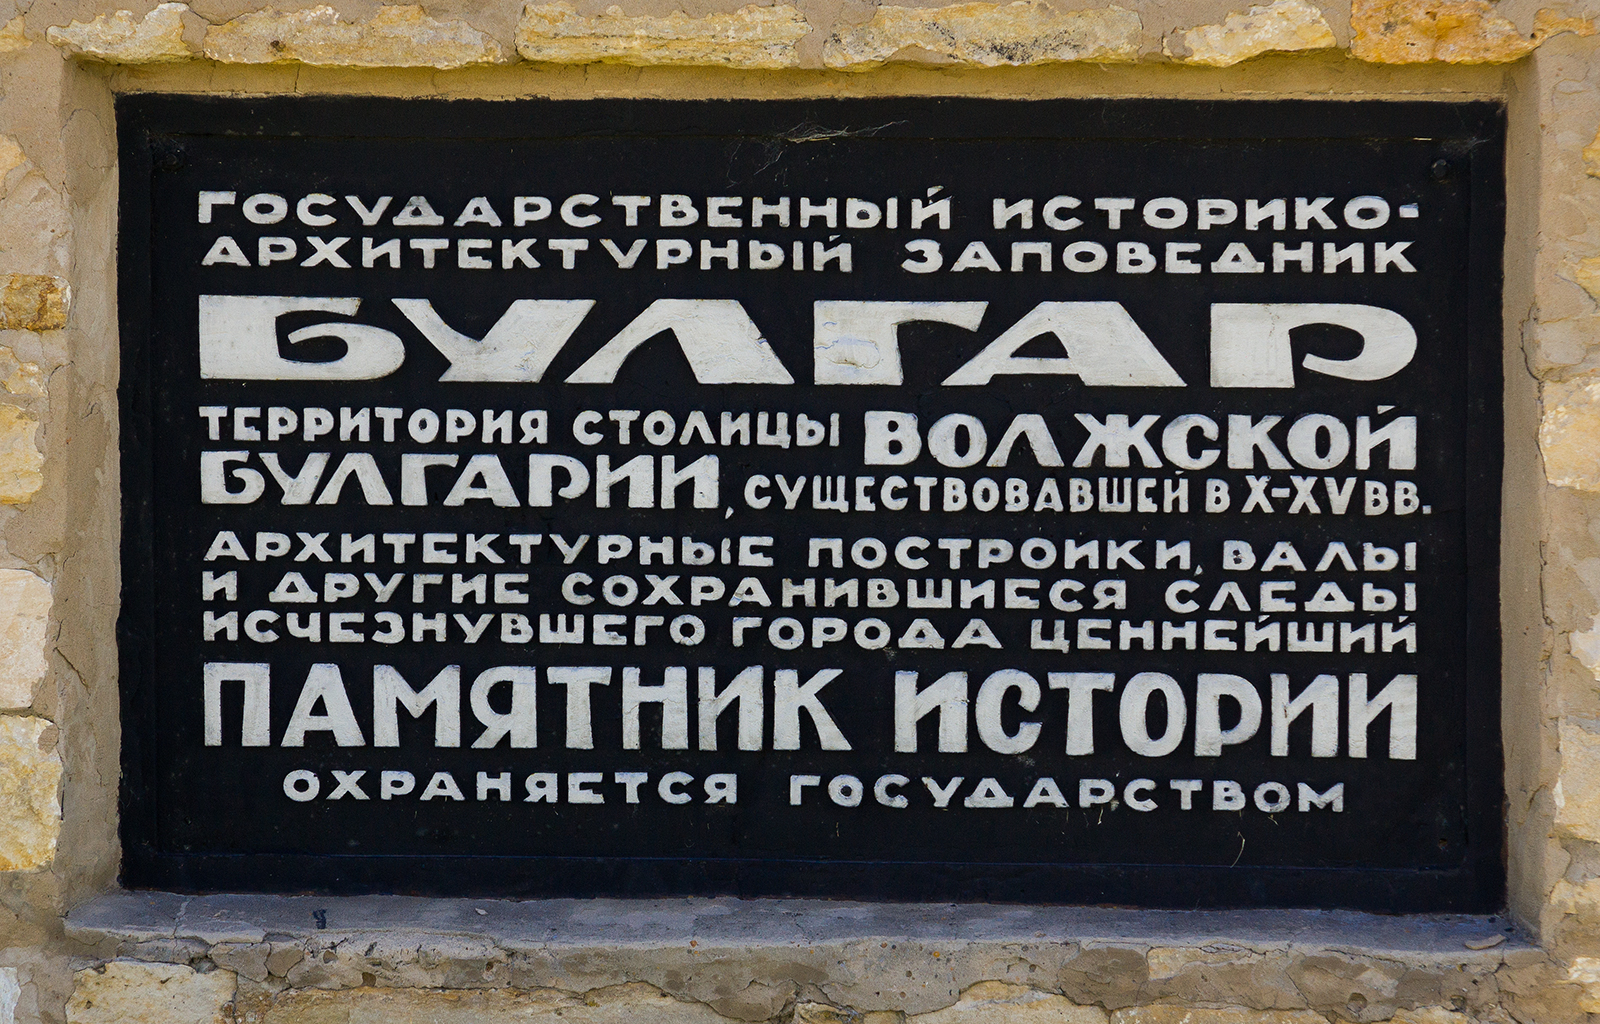 ГОСУДАРСТВЕННЫЙ ИСТОРИКО-
АРХИТЕКТУРНЫЙ ЗАПОВЕДНИК
БУЛГАР
ТЕРРИТОРИЯ СТОЛИЦЫ ВОЛЖСКОЙ
БУЛГАРИИ, СУЩЕСТВОВАВШЕЙ В X-XV ВВ.
АРХИТЕКТУРНЫЕ ПОСТРОИКИ, ВАЛЫ
И ДРУГИЕ СОХРАНИВШИЕСЯ СЛЕДЫ
ИСЧЕЗНУВШЕГО ГОРОДА ЦЕННЕЙШИЙ
ПАМЯТНИК ИСТОРИИ
ОХРАНЯЕТСЯ ГОСУДАРСТВОМ